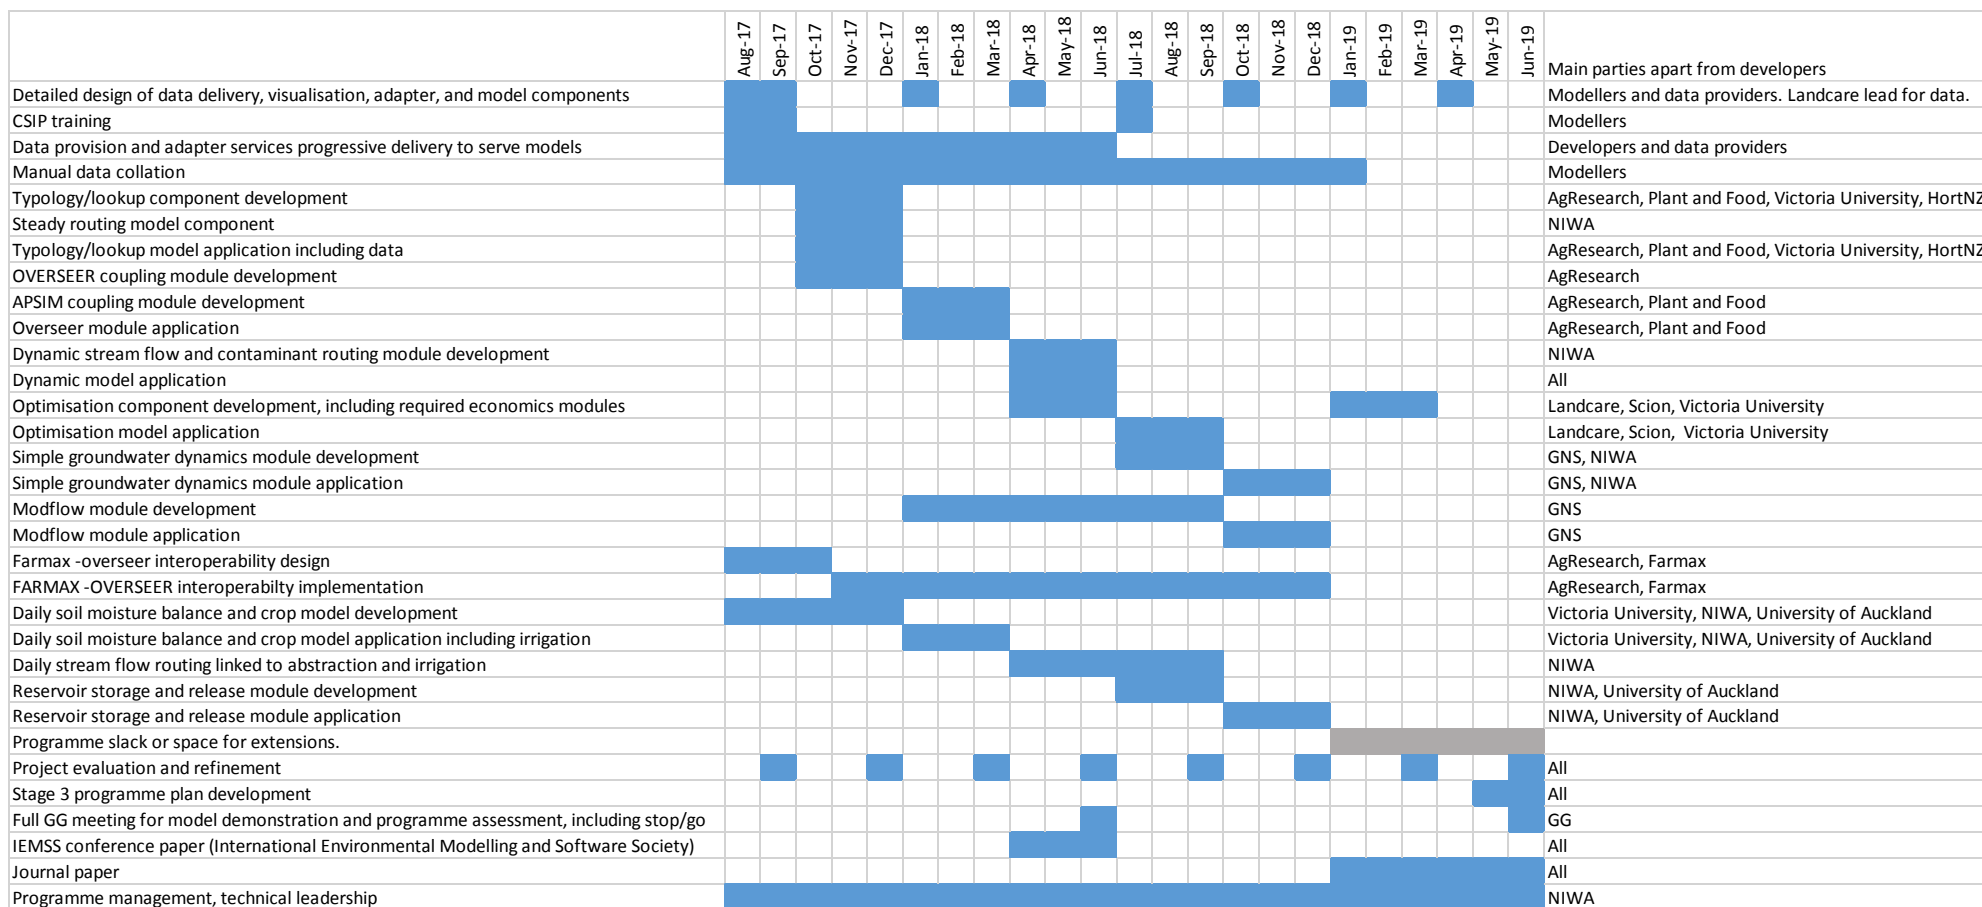 Aug-17 Sep-17 Oct-17 Nov-17 Dec-17 Jan-18 Feb-18 Mar-18 Apr-18 May-18 Jun-18 Jul-18 Aug-18 Sep-18 Oct-18 Nov-18 Dec-18 Jan-19 Feb-19 Mar-19 Apr-19 May-19 Jun-19 Main parties apart from developers
Detailed design of data delivery, visualisation, adapter, and model components Modellers and data providers. Landcare lead for data.
CSIP training Modellers
Data provision and adapter services progressive delivery to serve models Developers and data providers
Manual data collation Modellers
Typology/lookup component development AgResearch, Plant and Food, Victoria University, HortNZ
Steady routing model component NIWA
Typology/lookup model application including data AgResearch, Plant and Food, Victoria University, HortNZ
OVERSEER coupling module development AgResearch
APSIM coupling module development AgResearch, Plant and Food
Overseer module application AgResearch, Plant and Food
Dynamic stream flow and contaminant routing module development NIWA
Dynamic model application All
Optimisation component development, including required economics modules Landcare, Scion, Victoria University
Optimisation model application Landcare, Scion, Victoria University
Simple groundwater dynamics module development GNS, NIWA
Simple groundwater dynamics module application GNS, NIWA
Modflow module development GNS
Modflow module application GNS
Farmax -overseer interoperability design AgResearch, Farmax
FARMAX -OVERSEER interoperabilty implementation AgResearch, Farmax
Daily soil moisture balance and crop model development Victoria University, NIWA, University of Auckland
Daily soil moisture balance and crop model application including irrigation Victoria University, NIWA, University of Auckland
Daily stream flow routing linked to abstraction and irrigation NIWA
Reservoir storage and release module development NIWA, University of Auckland
Reservoir storage and release module application NIWA, University of Auckland
Programme slack or space for extensions.
Project evaluation and refinement All
Stage 3 programme plan development All
Full GG meeting for model demonstration and programme assessment, including stop/go GG
IEMSS conference paper (International Environmental Modelling and Software Society) All
Journal paper All
Programme management, technical leadership NIWA